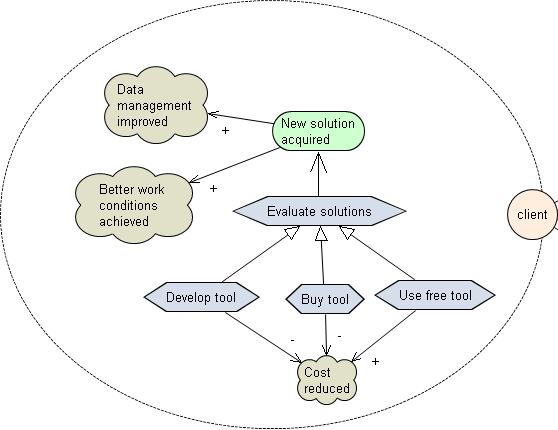 Data
management
improved
-
+
New solution
acquired
Better work
conditions
achieved
+
Evaluate solutions
client
Develop tool
Buy tool
Use free tool
-
-
+
Cost
reduced